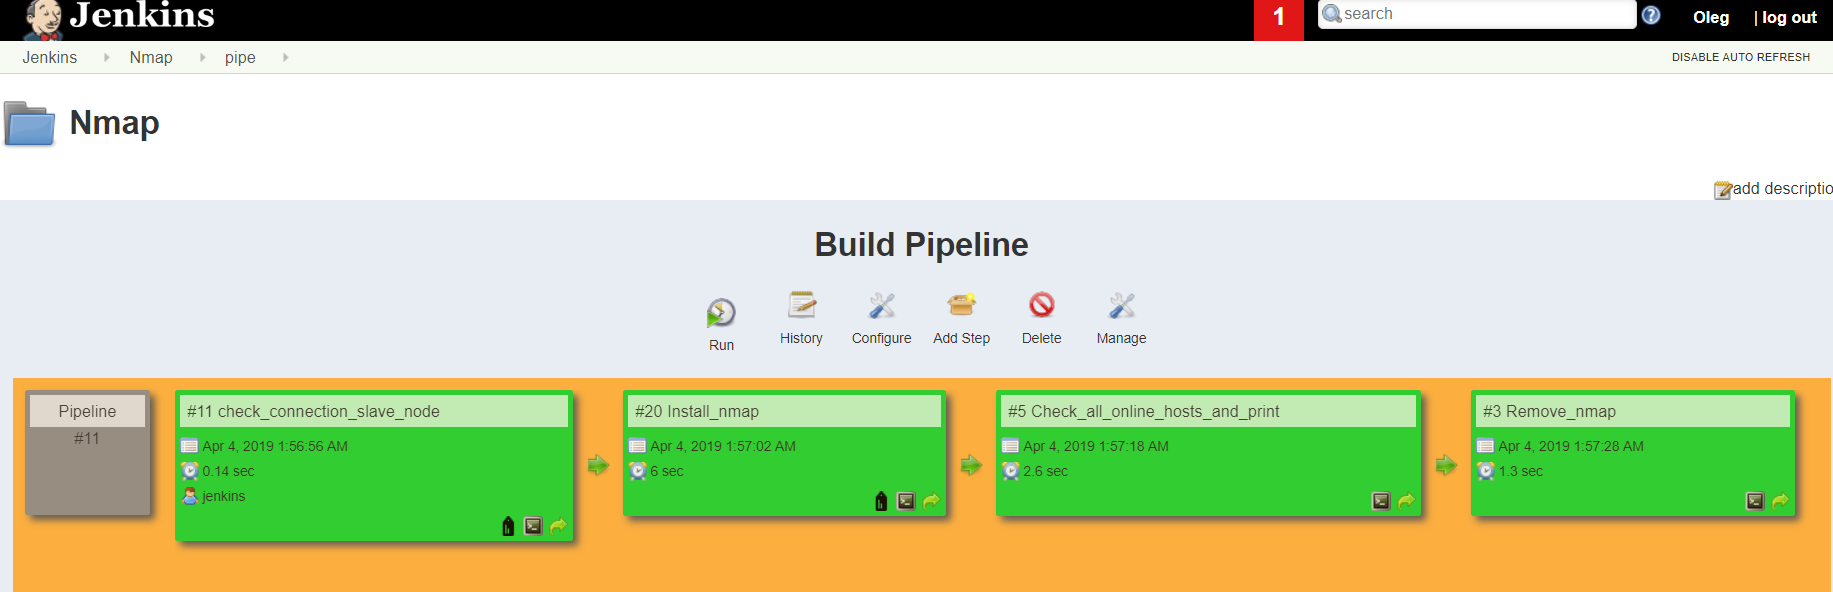 Jenkins
1
search
Oleg
| log out
Jenkins
Nmap
pipe
DISABLE AUTO REFRESH
Nmap
add descriptio
Build Pipeline
Run
History
Configure
Add Step
Delete
Manage
Pipeline
#11
#11 check_connection_slave_node
Apr 4, 2019 1:56:56 AM
0.14 sec
jenkins
#20 Install_nmap
Apr 4, 2019 1:57:02 AM
6 sec
#5 Check_all_online_hosts_and_print
Apr 4, 2019 1:57:18 AM
2.6 sec
#3 Remove_nmap
Apr 4, 2019 1:57:28 AM
1.3 sec